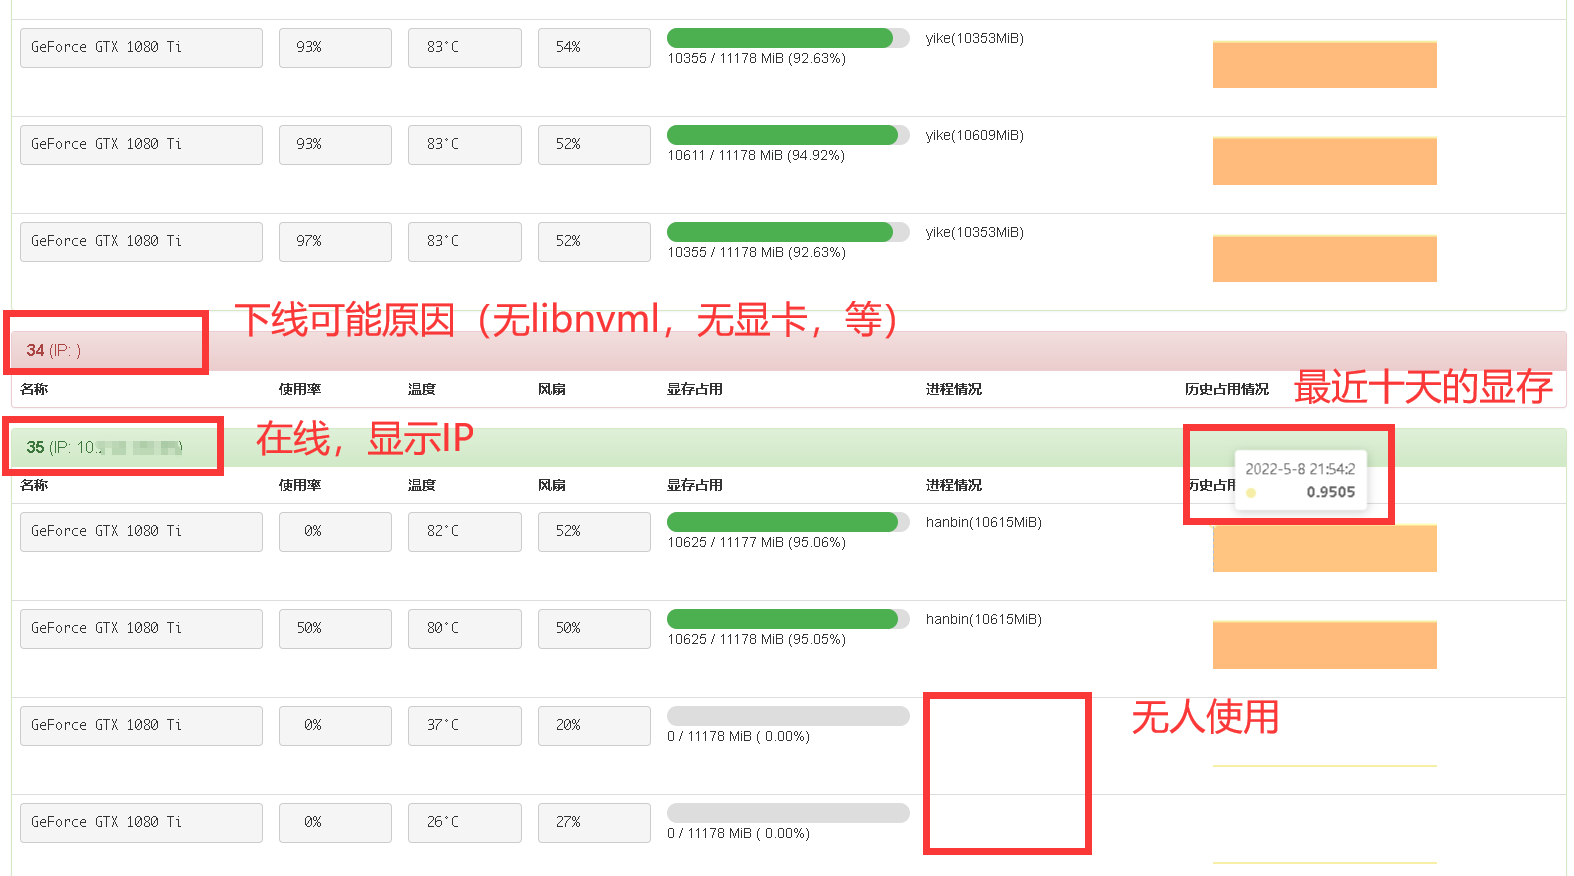 GeForce GTX 1080 Ti 93% 83°C 54% yike(10353MiB)
10355 / 11178 MiB (92.63%)
GeForce GTX 1080 Ti 93% 83°C 52% yike(10609MiB)
10611 / 11178 MiB (94.92%)
GeForce GTX 1080 Ti 97% 83°C 52% yike(10353MiB)
10355 / 11178 MiB (92.63%)
下线可能原因（无libnvml，无显卡，等）
34 (IP: )
名称 使用率 温度 风扇 显存占用 进程情况 历史占用情况
最近十天的显存
35 (IP: 10.
在线，显示IP
名称 使用率 温度 风扇 显存占用 进程情况 历史占用
2022-5-8 21:54:2
0.9505
GeForce GTX 1080 Ti 0% 82°C 52% hanbin(10615MiB)
10625 / 11177 MiB (95.06%)
GeForce GTX 1080 Ti 50% 80°C 50% hanbin(10615MiB)
10625 / 11178 MiB (95.05%)
GeForce GTX 1080 Ti 0% 37°C 20%
0 / 11178 MiB ( 0.00%)
无人使用
GeForce GTX 1080 Ti 0% 26°C 27%
0 / 11178 MiB ( 0.00%)